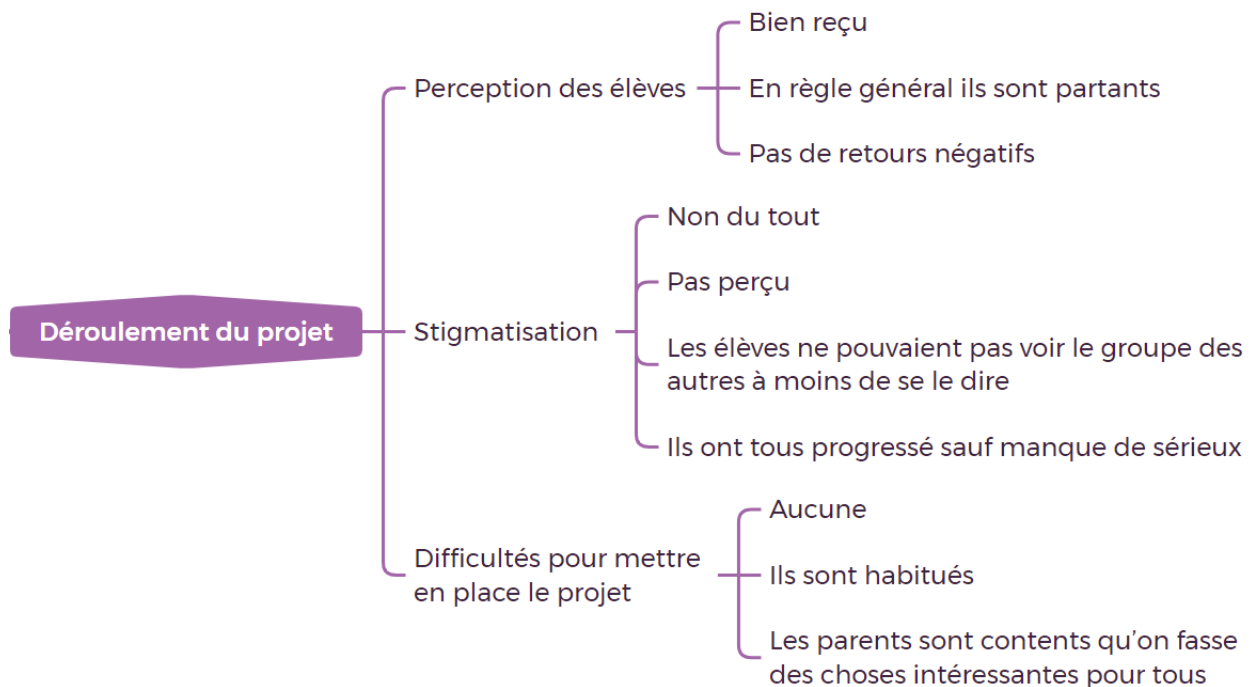 Déroulement du projet
Perception des élèves
Bien reçu
En règle général ils sont partants
Pas de retours négatifs
Stigmatisation
Non du tout
Pas perçu
Les élèves ne pouvaient pas voir le groupe des
autres à moins de se le dire
Ils ont tous progressé sauf manque de sérieux
Difficultés pour mettre
en place le projet
Aucune
Ils sont habitués
Les parents sont contents qu’on fasse
des choses intéressantes pour tous